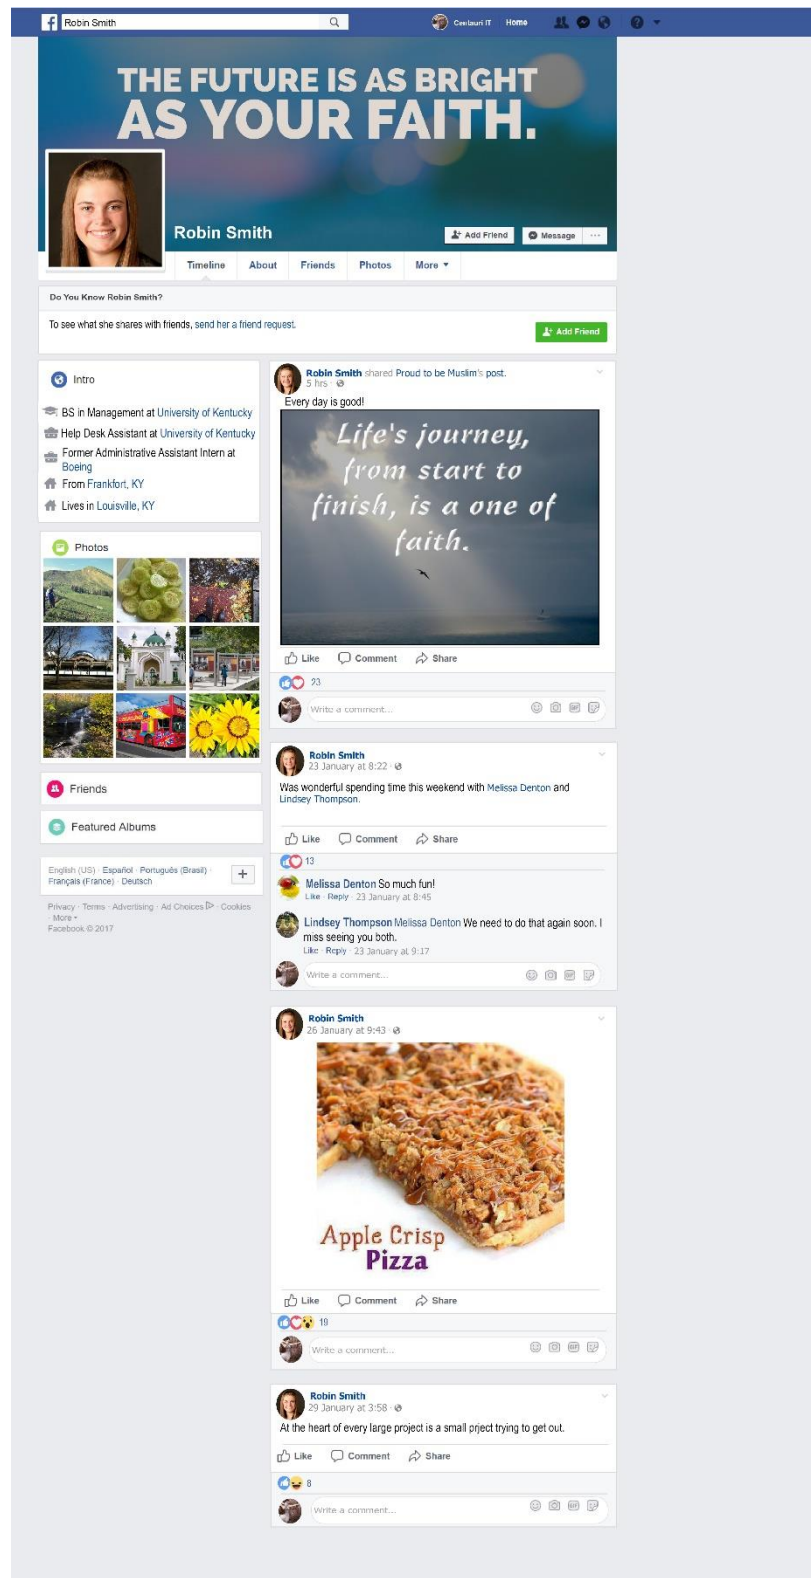 Robin Smith
Centauri IT Home
THE FUTURE IS AS BRIGHT
AS YOUR FAITH.
Robin Smith
Add Friend
Message
Timeline About Friends Photos More
Do You Know Robin Smith?
To see what she shares with friends, send her a friend request.
Add Friend
Intro
BS in Management at University of Kentucky
Help Desk Assistant at University of Kentucky
Former Administrative Assistant Intern at
Boeing
From Frankfort, KY
Lives in Louisville, KY
Photos
Friends
Featured Albums
English (US) · Español · Português (Brasil) ·
Français (France) · Deutsch
Privacy · Terms · Advertising · Ad Choices · Cookies
· More
Facebook © 2017
Robin Smith shared Proud to be Muslim's post.
5 hrs ·
Every day is good!
Life's journey,
from start to
finish, is a one of
faith.
Like Comment Share
23
Write a comment...
Robin Smith
23 January at 8:22 ·
Was wonderful spending time this weekend with Melissa Denton and
Lindsey Thompson.
Like Comment Share
13
Melissa Denton So much fun!
Like · Reply · 23 January at 8:45
Lindsey Thompson Melissa Denton We need to do that again soon. I
miss seeing you both.
Like · Reply · 23 January at 9:17
Write a comment...
Robin Smith
26 January at 9:43 ·
Apple Crisp
Pizza
Like Comment Share
19
Write a comment...
Robin Smith
29 January at 3:58 ·
At the heart of every large project is a small prject trying to get out.
Like Comment Share
8
Write a comment...